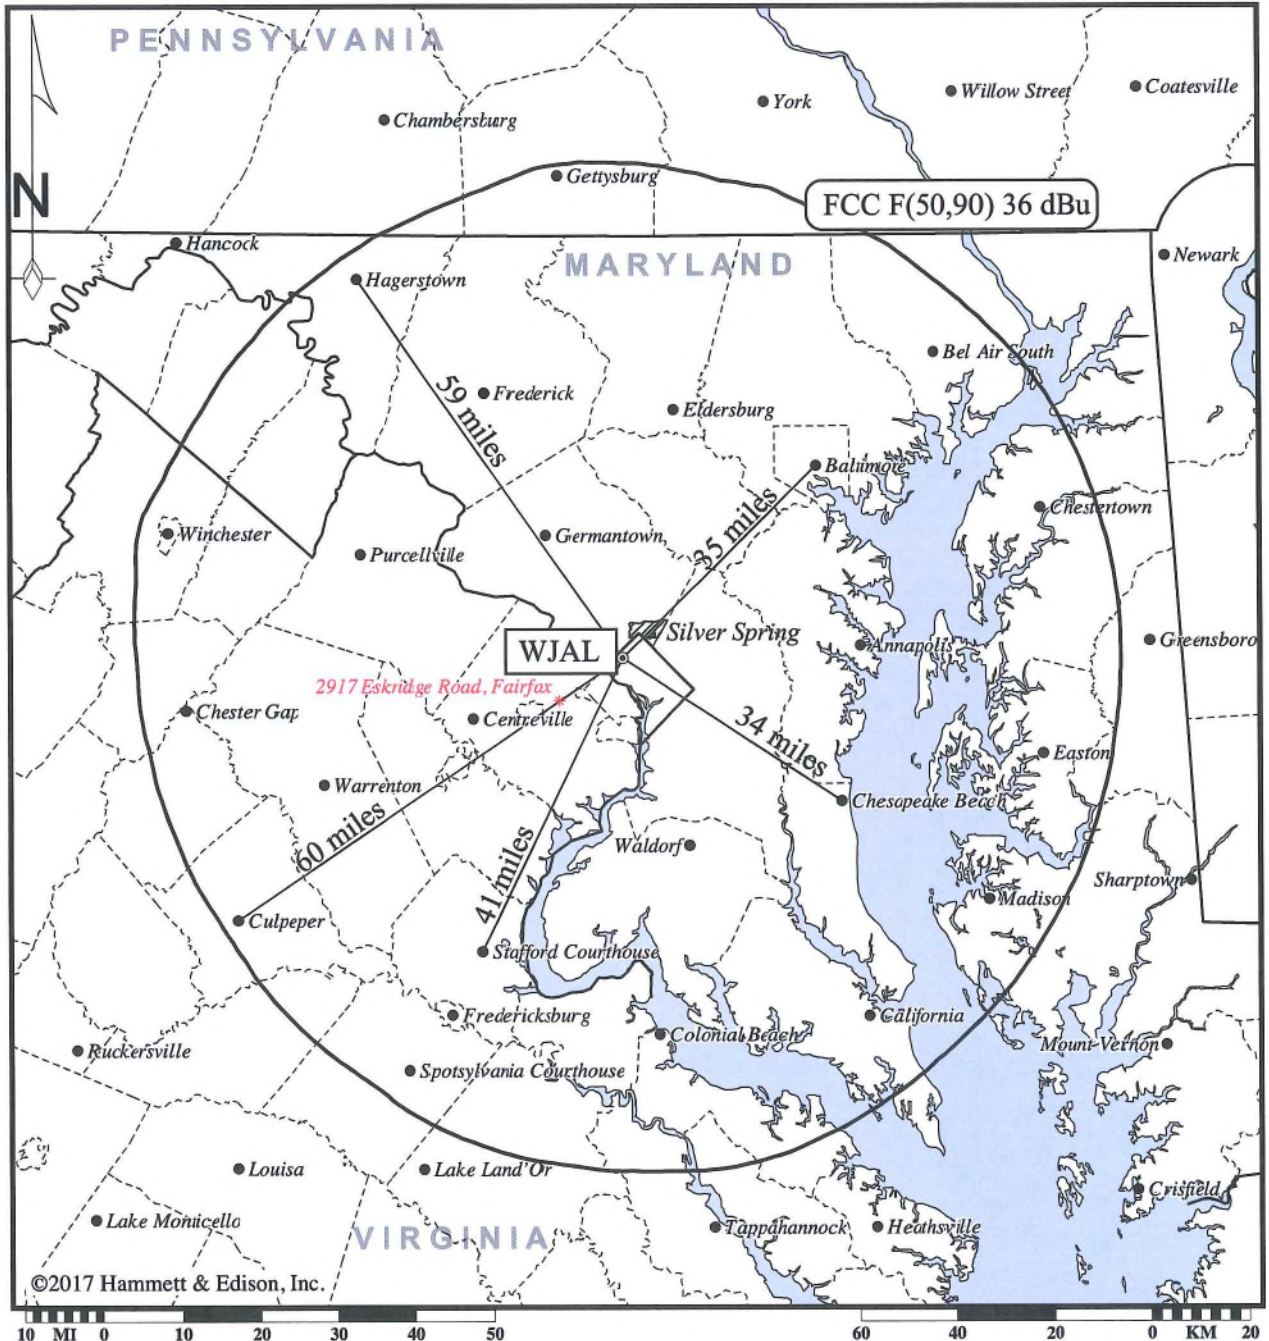 PENNSYLVANIA
York
Willow Street
Coatesville
Chambersburg
Gettysburg
N
FCC F(50,90) 36 dBu
Hancock
MARYLAND
Newark
Hagerstown
Bel Air South
59 miles
Frederick
Eldersburg
Baltimore
35 miles
Chestertown
Winchester
Germantown
Purcellville
WJAL
Silver Spring
Annapolis
Greensboro
2917 Eskridge Road, Fairfax
*
Chester Gap
Centreville
34 miles
Easton
Warrenton
Chesapeake Beach
60 miles
Waldorf
41 miles
Sharptown
Madison
Culpeper
Stafford Courthouse
Fredericksburg
California
Colonial Beach
Mount Vernon
Ruckersville
Spotsylvania Courthouse
Louisa
Lake Land'Or
Crisfield
Lake Monticello
VIRGINIA
Tappahannock
Heathsville
©2017 Hammett & Edison, Inc.
10 MI 0 10 20 30 40 50 60 40 20 0 KM 20